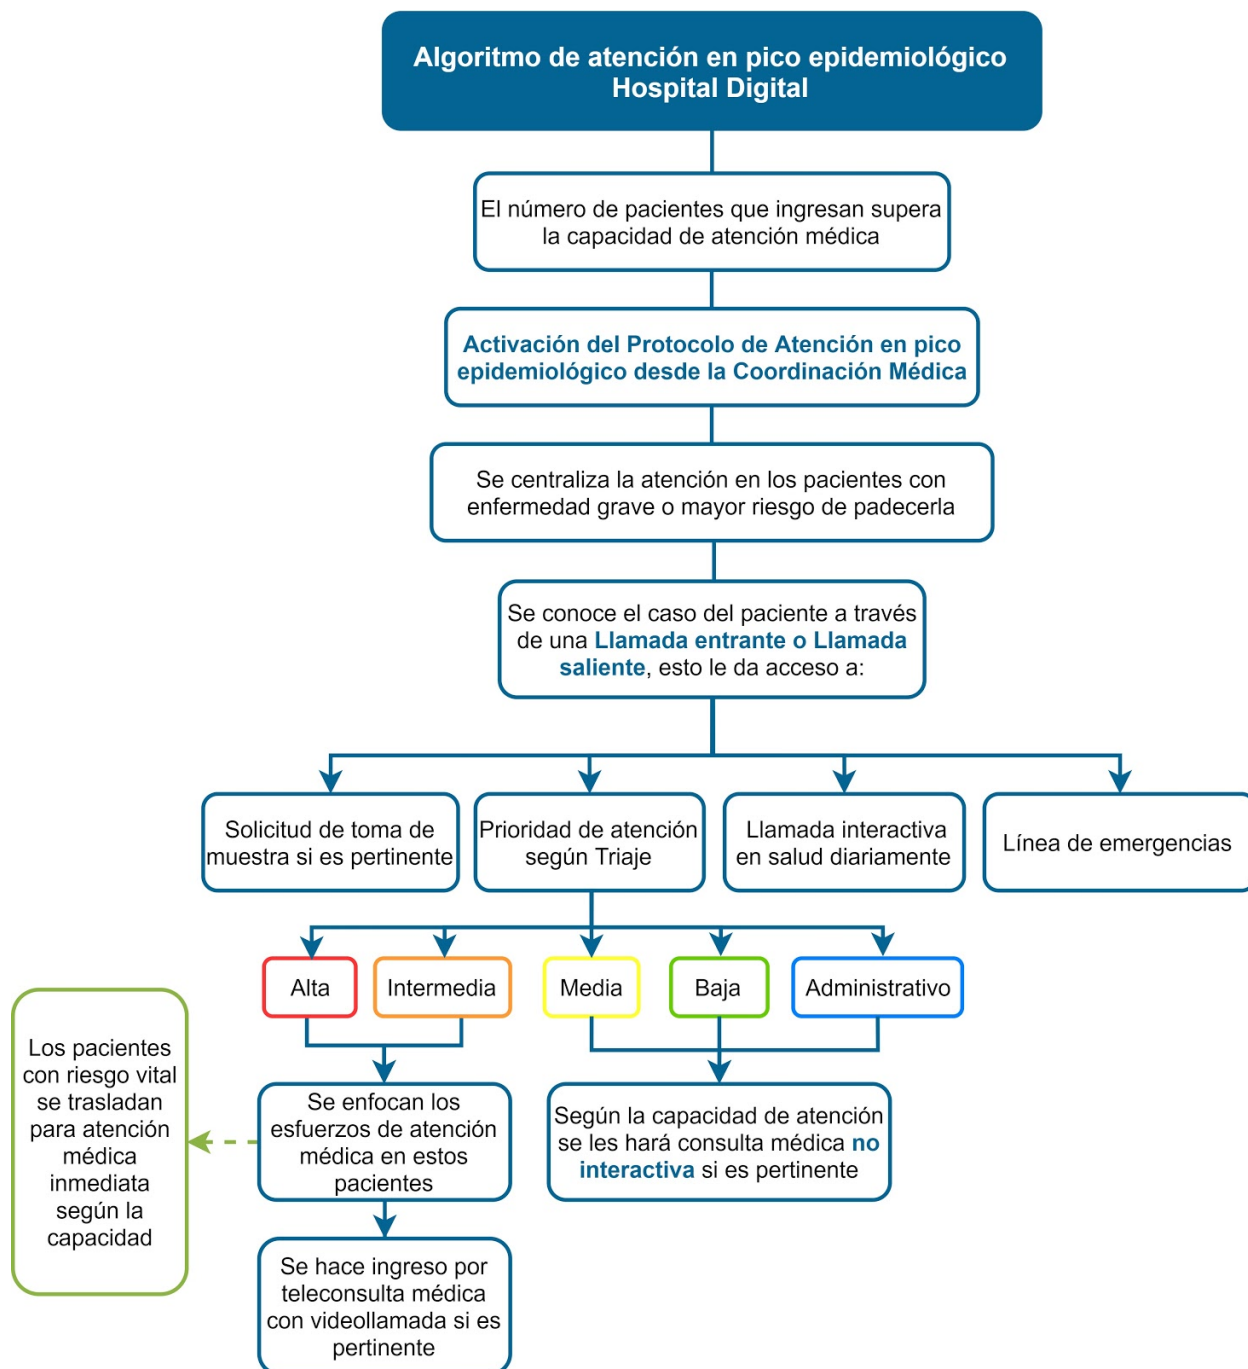 Algoritmo de atención en pico epidemiológico
Hospital Digital
El número de pacientes que ingresan supera
la capacidad de atención médica
Activación del Protocolo de Atención en pico
epidemiológico desde la Coordinación Médica
Se centraliza la atención en los pacientes con
enfermedad grave o mayor riesgo de padecerla
Se conoce el caso del paciente a través
de una Llamada entrante o Llamada
saliente, esto le da acceso a:
Solicitud de toma de
muestra si es pertinente
Prioridad de atención
según Triaje
Llamada interactiva
en salud diariamente
Línea de emergencias
Alta
Intermedia
Media
Baja
Administrativo
Los pacientes
con riesgo vital
se trasladan
para atención
médica
inmediata
según la
capacidad
Se enfocan los
esfuerzos de atención
médica en estos
pacientes
Según la capacidad de atención
se les hará consulta médica no
interactiva si es pertinente
Se hace ingreso por
teleconsulta médica
con videollamada si es
pertinente